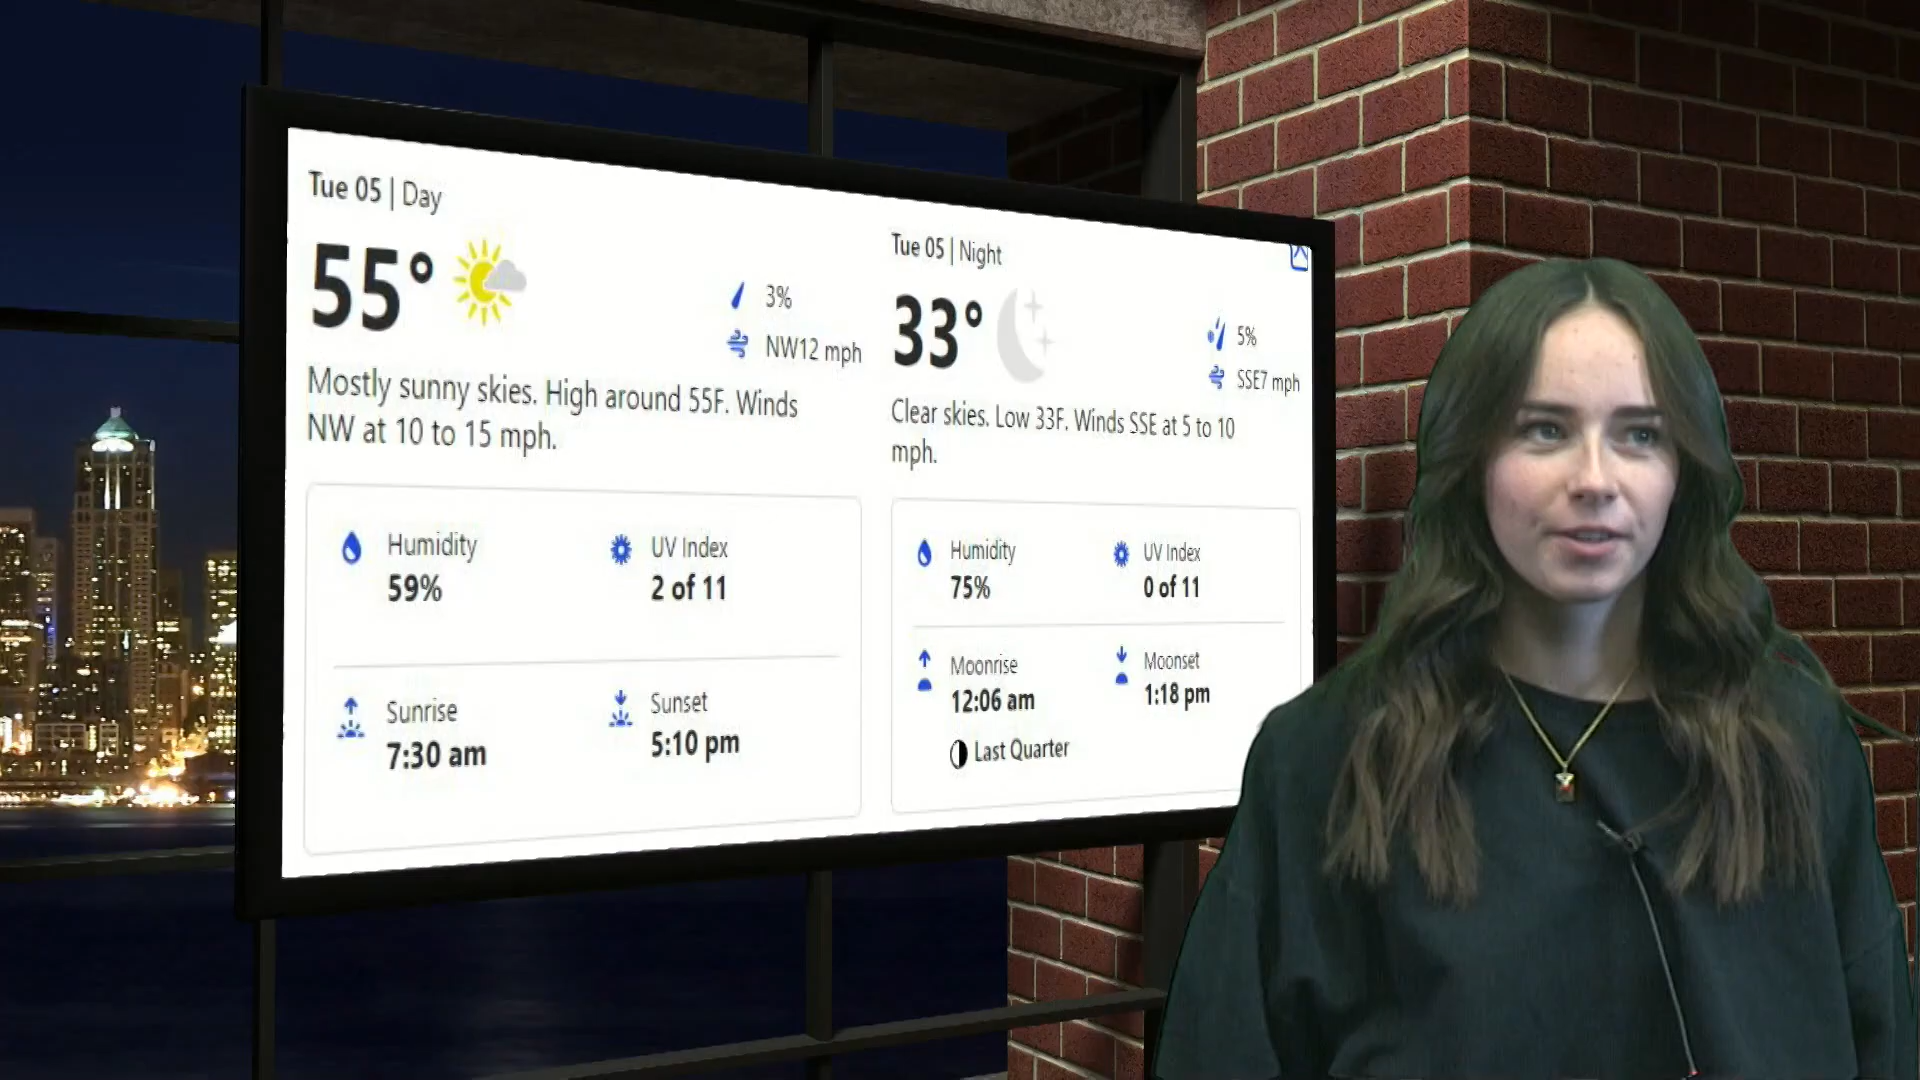 Tue 05 | Day
55°
3%
NW12 mph
Mostly sunny skies. High around 55F. Winds
NW at 10 to 15 mph.
Humidity
59%
UV Index
2 of 11
Sunrise
7:30 am
Sunset
5:10 pm
Tue 05 | Night
33°
5%
SSE7 mph
Clear skies. Low 33F. Winds SSE at 5 to 10
mph.
Humidity
75%
UV Index
0 of 11
Moonrise
12:06 am
Moonset
1:18 pm
Last Quarter